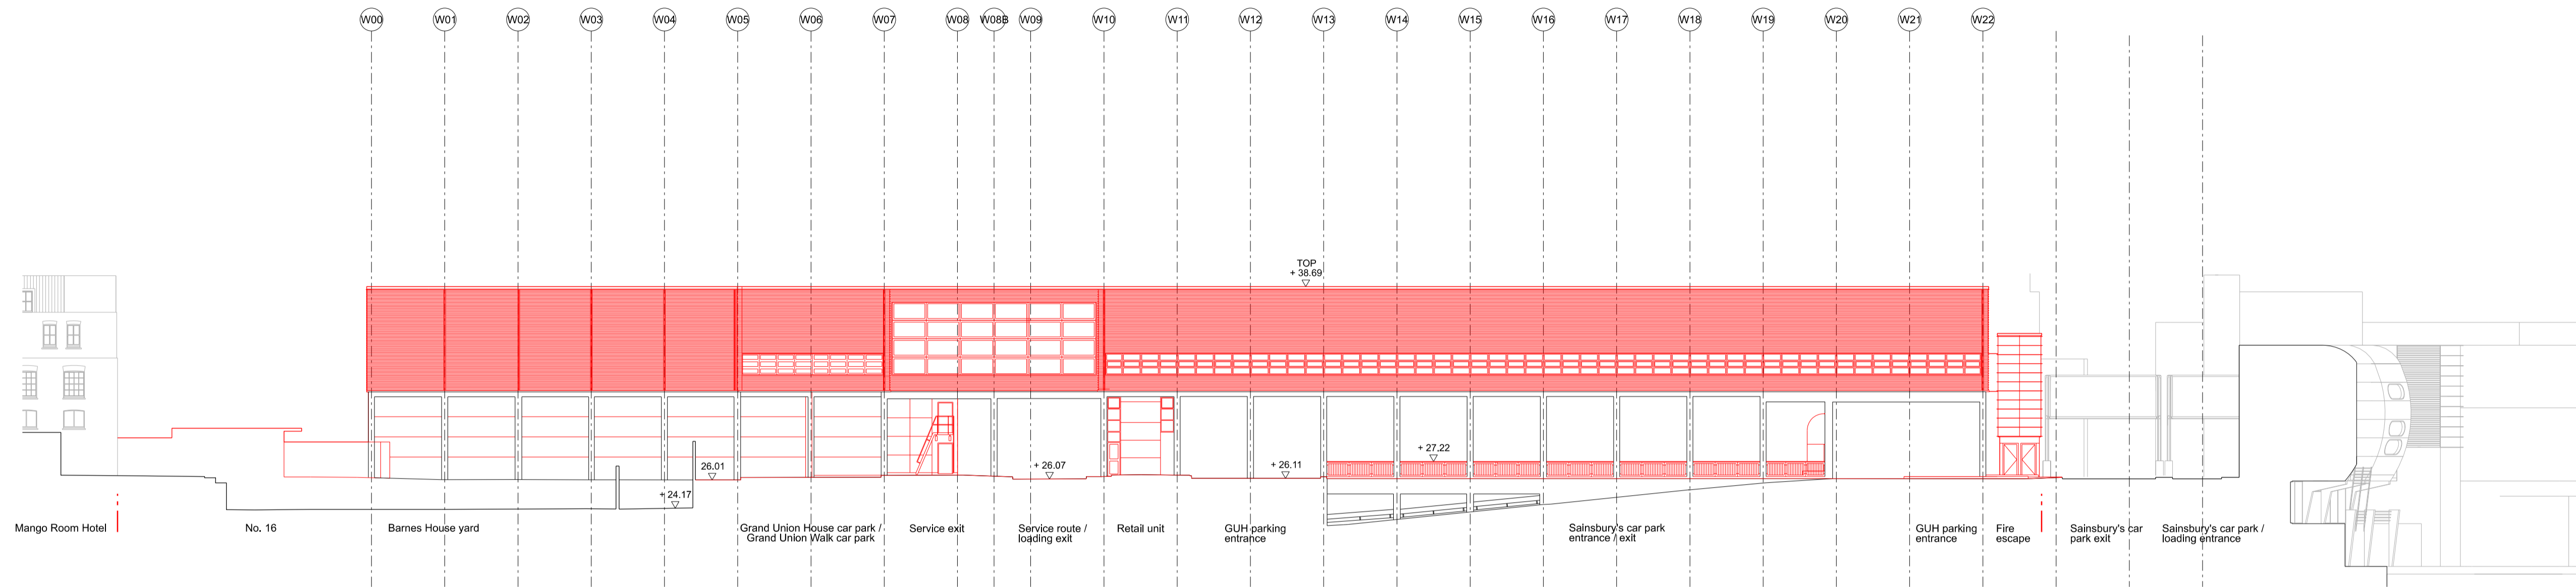 W00
W01
W02
W03
W04
W05
W06
W07
W08
W08B
W09
W10
W11
W12
W13
W14
W15
W16
W17
W18
W19
W20
W21
W22
TOP
+ 38.69
+ 27.22
26.01
+ 26.07
+ 26.11
+ 24.17
Mango Room Hotel
No. 16
Barnes House yard
Grand Union House car park /
Grand Union Walk car park
Service exit
Service route /
loading exit
Retail unit
GUH parking
entrance
Sainsbury's car park
entrance / exit
GUH parking
entrance
Fire
escape
Sainsbury's car
park exit
Sainsbury's car park /
loading entrance